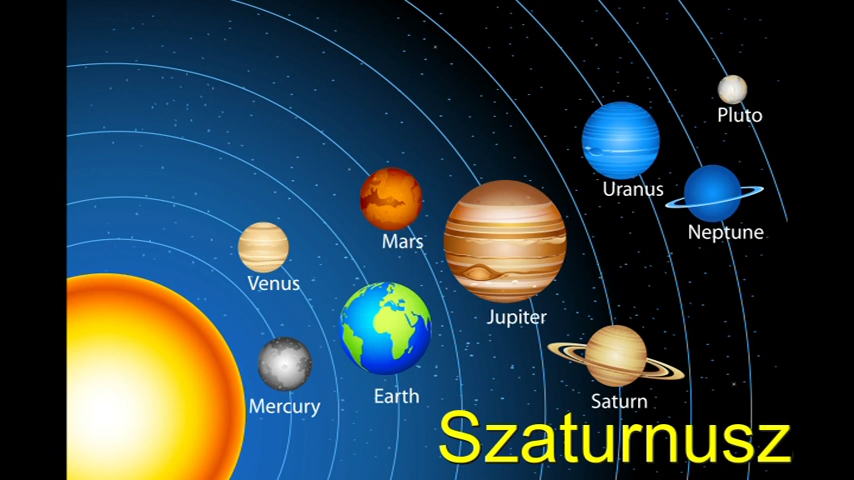 Pluto
Uranus
Neptune
Mars
Venus
Jupiter
Earth
Mercury
Saturn
Szaturnusz